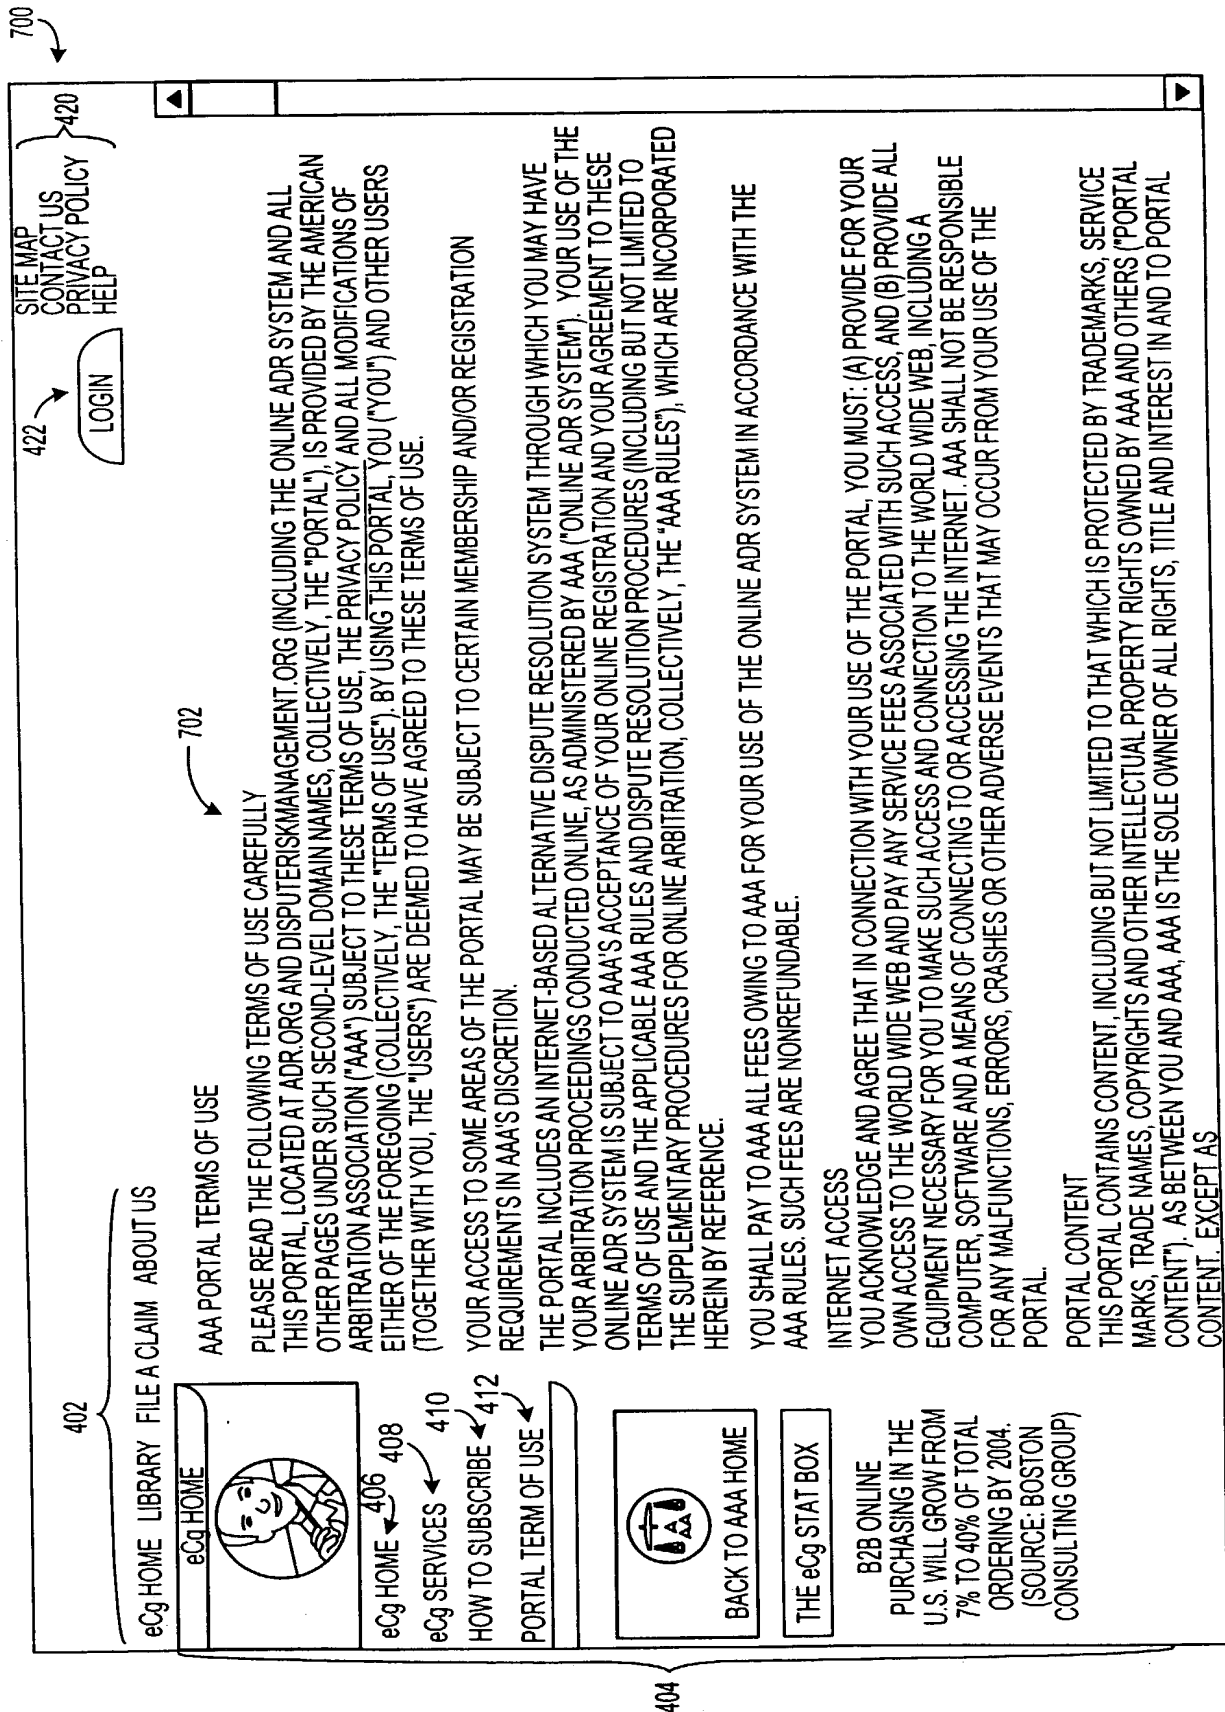 700
402
eCg HOME LIBRARY FILE A CLAIM ABOUT US
422
LOGIN
SITE MAP
CONTACT US
PRIVACY POLICY
HELP
420
404
eCg HOME
eCg HOME 406
eCg SERVICES 408
HOW TO SUBSCRIBE 410
PORTAL TERM OF USE 412
AAA
BACK TO AAA HOME
THE eCg STAT BOX
B2B ONLINE
PURCHASING IN THE
U.S. WILL GROW FROM
7% TO 40% OF TOTAL
ORDERING BY 2004.
(SOURCE: BOSTON
CONSULTING GROUP)
AAA PORTAL TERMS OF USE
702
PLEASE READ THE FOLLOWING TERMS OF USE CAREFULLY
THIS PORTAL, LOCATED AT ADR.ORG AND DISPUTERISKMANAGEMENT.ORG (INCLUDING THE ONLINE ADR SYSTEM AND ALL
OTHER PAGES UNDER SUCH SECOND-LEVEL DOMAIN NAMES, COLLECTIVELY, THE "PORTAL"), IS PROVIDED BY THE AMERICAN
ARBITRATION ASSOCIATION ("AAA") SUBJECT TO THESE TERMS OF USE, THE PRIVACY POLICY AND ALL MODIFICATIONS OF
EITHER OF THE FOREGOING (COLLECTIVELY, THE "TERMS OF USE"). BY USING THIS PORTAL, YOU ("YOU") AND OTHER USERS
(TOGETHER WITH YOU, THE "USERS") ARE DEEMED TO HAVE AGREED TO THESE TERMS OF USE.
YOUR ACCESS TO SOME AREAS OF THE PORTAL MAY BE SUBJECT TO CERTAIN MEMBERSHIP AND/OR REGISTRATION
REQUIREMENTS IN AAA'S DISCRETION.
THE PORTAL INCLUDES AN INTERNET-BASED ALTERNATIVE DISPUTE RESOLUTION SYSTEM THROUGH WHICH YOU MAY HAVE
YOUR ARBITRATION PROCEEDINGS CONDUCTED ONLINE, AS ADMINISTERED BY AAA ("ONLINE ADR SYSTEM"). YOUR USE OF THE
ONLINE ADR SYSTEM IS SUBJECT TO AAA'S ACCEPTANCE OF YOUR ONLINE REGISTRATION AND YOUR AGREEMENT TO THESE
TERMS OF USE AND THE APPLICABLE AAA RULES AND DISPUTE RESOLUTION PROCEDURES (INCLUDING BUT NOT LIMITED TO
THE SUPPLEMENTARY PROCEDURES FOR ONLINE ARBITRATION, COLLECTIVELY, THE "AAA RULES"), WHICH ARE INCORPORATED
HEREIN BY REFERENCE.
YOU SHALL PAY TO AAA ALL FEES OWING TO AAA FOR YOUR USE OF THE ONLINE ADR SYSTEM IN ACCORDANCE WITH THE
AAA RULES. SUCH FEES ARE NONREFUNDABLE.
INTERNET ACCESS
YOU ACKNOWLEDGE AND AGREE THAT IN CONNECTION WITH YOUR USE OF THE PORTAL, YOU MUST: (A) PROVIDE FOR YOUR
OWN ACCESS TO THE WORLD WIDE WEB AND PAY ANY SERVICE FEES ASSOCIATED WITH SUCH ACCESS, AND (B) PROVIDE ALL
EQUIPMENT NECESSARY FOR YOU TO MAKE SUCH ACCESS AND CONNECTION TO THE WORLD WIDE WEB, INCLUDING A
COMPUTER, SOFTWARE AND A MEANS OF CONNECTING TO OR ACCESSING THE INTERNET. AAA SHALL NOT BE RESPONSIBLE
FOR ANY MALFUNCTIONS, ERRORS, CRASHES OR OTHER ADVERSE EVENTS THAT MAY OCCUR FROM YOUR USE OF THE
PORTAL.
PORTAL CONTENT
THIS PORTAL CONTAINS CONTENT, INCLUDING BUT NOT LIMITED TO THAT WHICH IS PROTECTED BY TRADEMARKS, SERVICE
MARKS, TRADE NAMES, COPYRIGHTS AND OTHER INTELLECTUAL PROPERTY RIGHTS OWNED BY AAA AND OTHERS ("PORTAL
CONTENT"). AS BETWEEN YOU AND AAA, AAA IS THE SOLE OWNER OF ALL RIGHTS, TITLE AND INTEREST IN AND TO PORTAL
CONTENT. EXCEPT AS